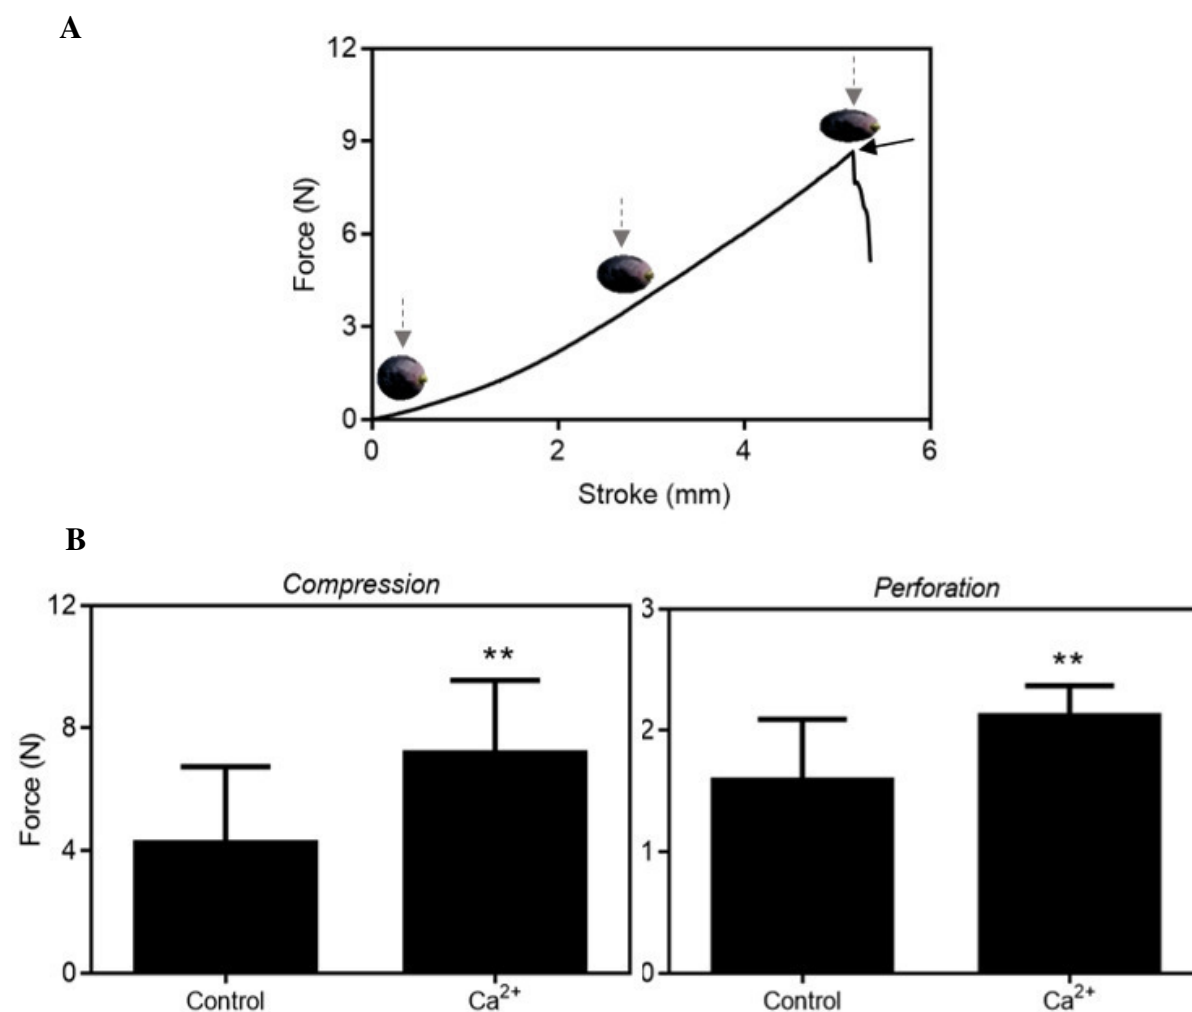 A
12
9
6
3
0
Force (N)
0 2 4 6
Stroke (mm)
B
Compression
12
8
4
0
Force (N)
**
Control Ca²⁺
Perforation
3
2
1
0
**
Control Ca²⁺